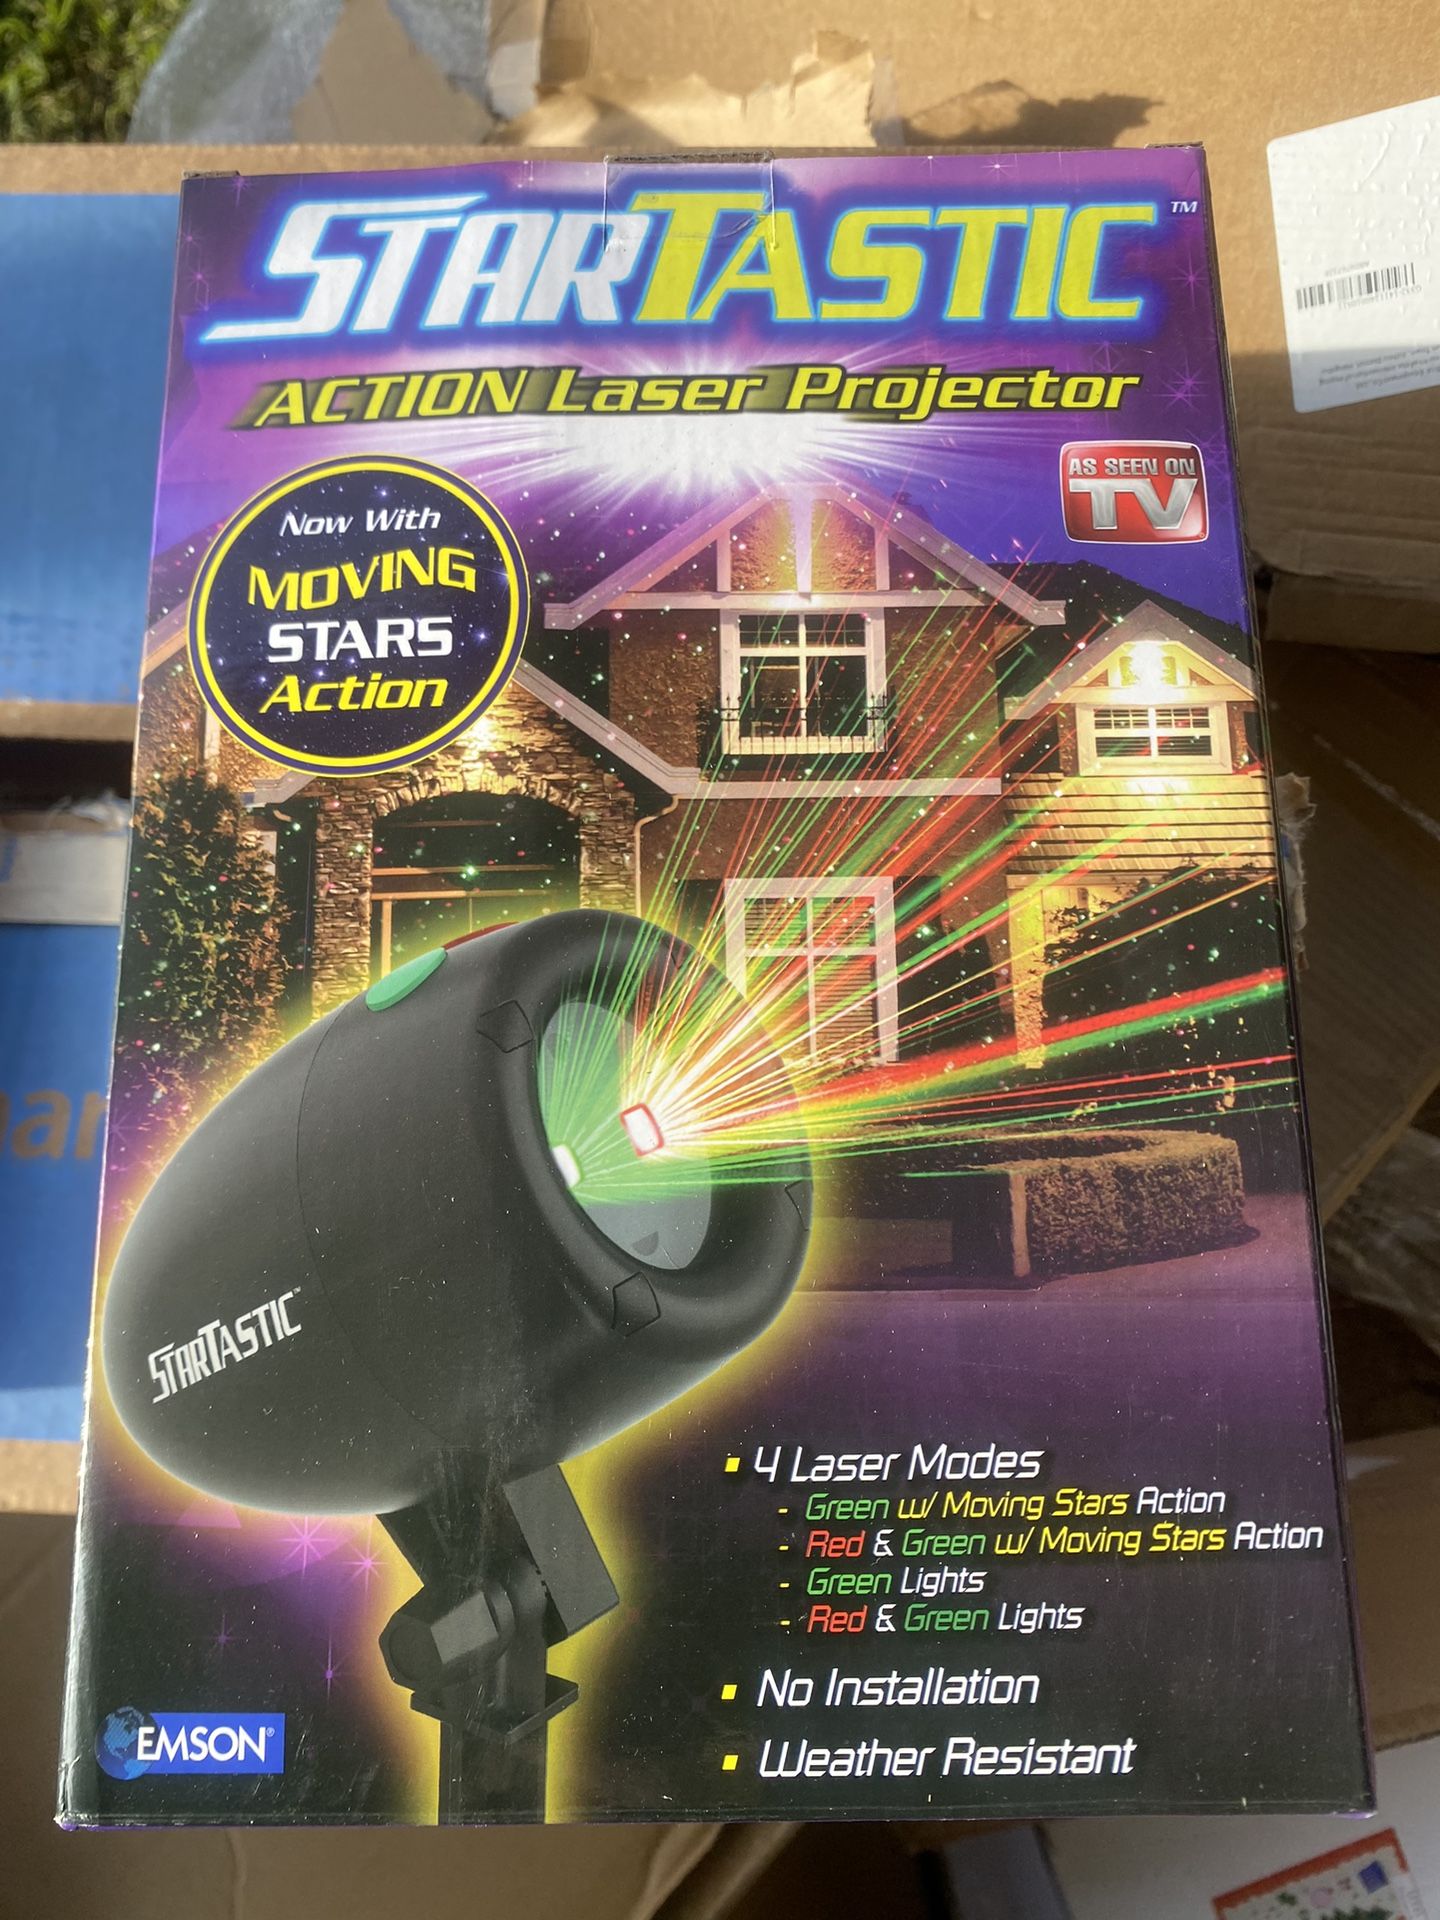 STARTASTIC™
ACTION Laser Projector
AS SEEN ON
TV
Now With
MOVING
STARS
Action
STARTASTIC™
▪ 4 Laser Modes
- Green w/ Moving Stars Action
- Red & Green w/ Moving Stars Action
- Green Lights
- Red & Green Lights
▪ No Installation
▪ Weather Resistant
EMSON®